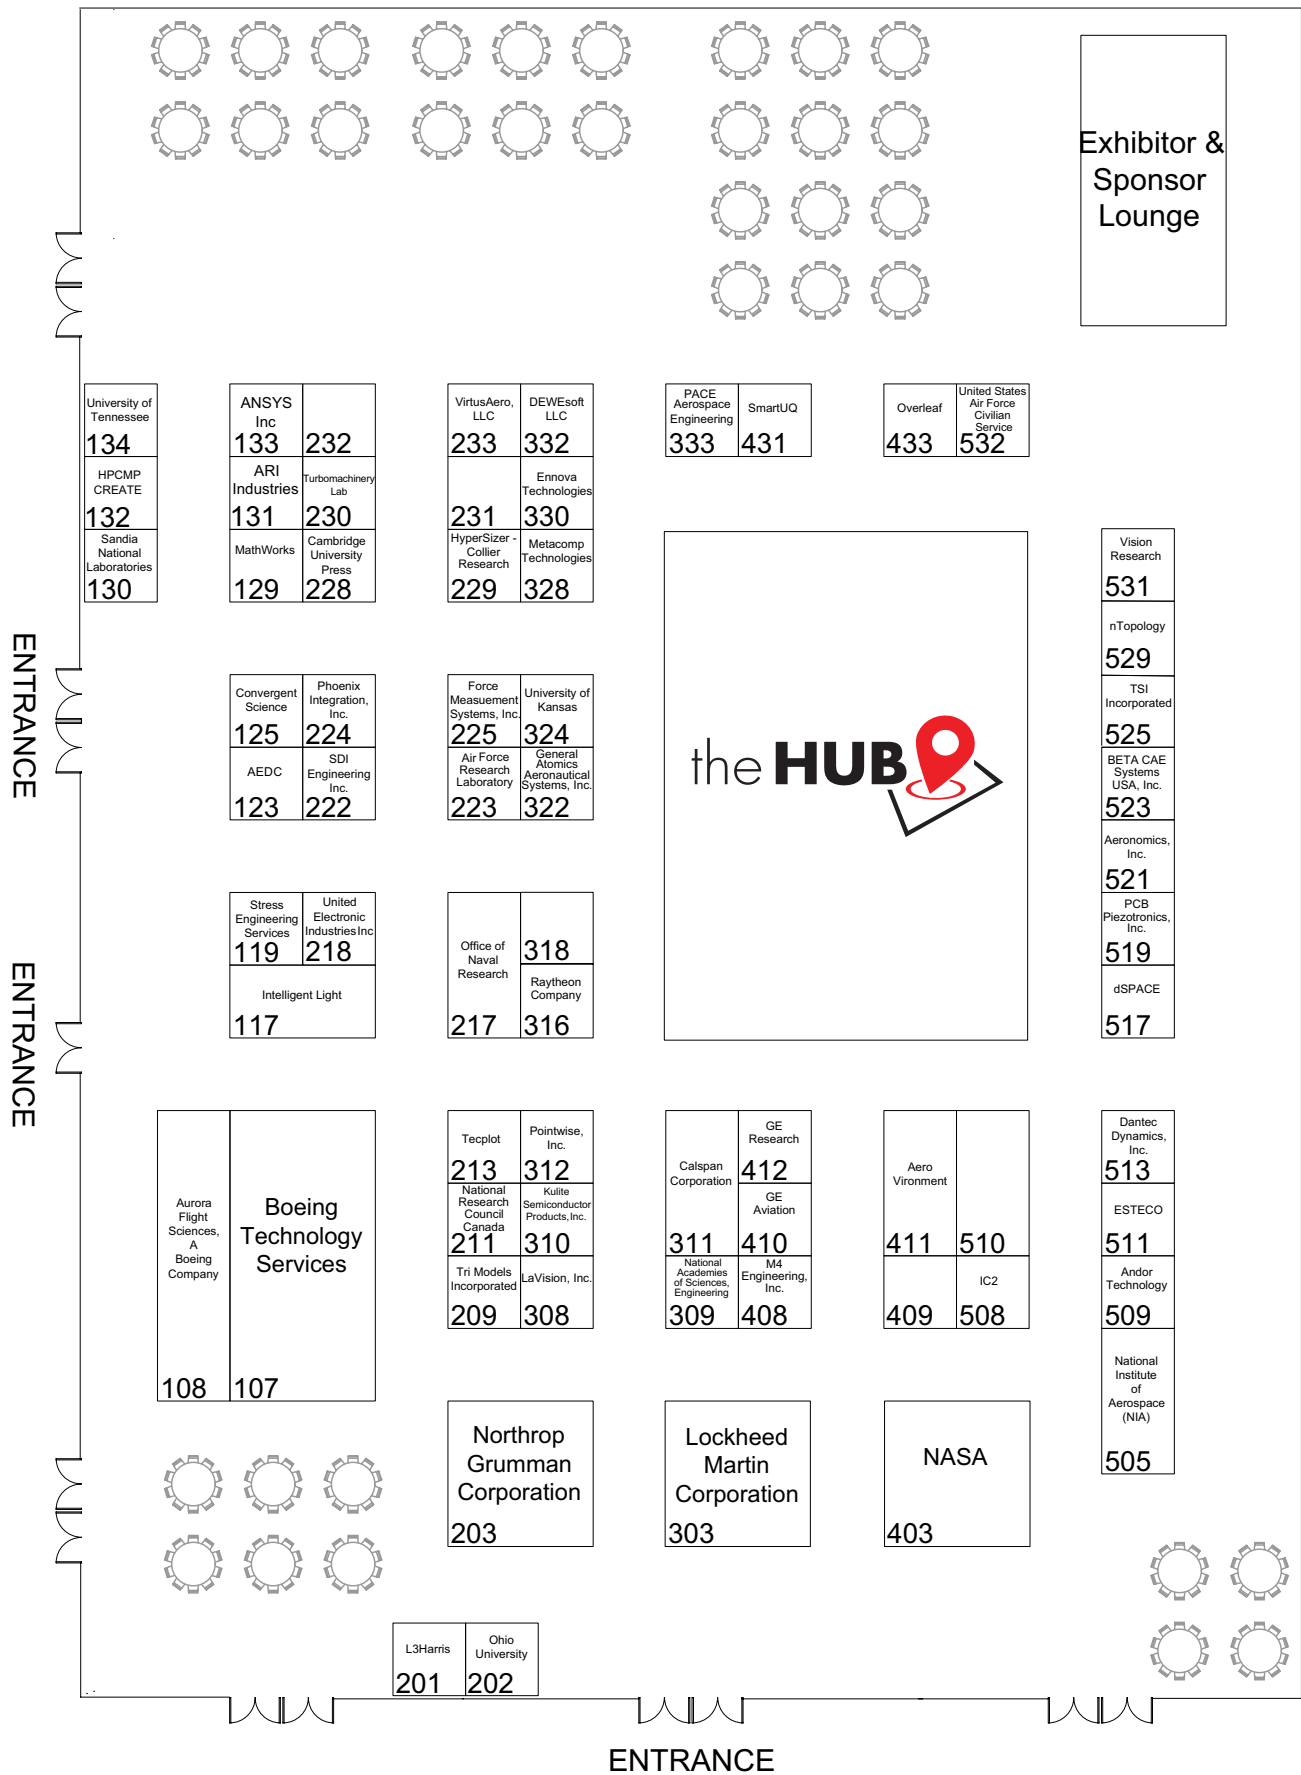 Exhibitor &
Sponsor
Lounge
University of
Tennessee
134
HPCMP
CREATE
132
Sandia
National
Laboratories
130
ANSYS
Inc
133
232
ARI
Industries
131
Turbomachinery
Lab
230
MathWorks
129
Cambridge
University
Press
228
VirtusAero,
LLC
233
DEWEsoft
LLC
332
231
Ennova
Technologies
330
HyperSizer -
Collier
Research
229
Metacomp
Technologies
328
PACE
Aerospace
Engineering
333
SmartUQ
431
Overleaf
433
United States
Air Force
Civilian
Service
532
ENTRANCE
Convergent
Science
125
Phoenix
Integration,
Inc.
224
AEDC
123
SDI
Engineering
Inc.
222
Force
Measuement
Systems, Inc.
225
University of
Kansas
324
Air Force
Research
Laboratory
223
General
Atomics
Aeronautical
Systems, Inc.
322
the HUB
Vision
Research
531
nTopology
529
TSI
Incorporated
525
BETA CAE
Systems
USA, Inc.
523
Aeronomics,
Inc.
521
PCB
Piezotronics,
Inc.
519
dSPACE
517
ENTRANCE
Stress
Engineering
Services
119
United
Electronic
Industries Inc
218
Intelligent Light
117
Office of
Naval
Research
217
318
Raytheon
Company
316
Aurora
Flight
Sciences,
A
Boeing
Company
108
Boeing
Technology
Services
107
Tecplot
213
Pointwise,
Inc.
312
National
Research
Council
Canada
211
Kulite
Semiconductor
Products, Inc.
310
Tri Models
Incorporated
209
LaVision, Inc.
308
Calspan
Corporation
311
GE
Research
412
GE
Aviation
410
National
Academies
of Sciences,
Engineering
309
M4
Engineering,
Inc.
408
Aero
Vironment
411
510
409
IC2
508
Dantec
Dynamics,
Inc.
513
ESTECO
511
Andor
Technology
509
National
Institute
of
Aerospace
(NIA)
505
Northrop
Grumman
Corporation
203
Lockheed
Martin
Corporation
303
NASA
403
L3Harris
201
Ohio
University
202
ENTRANCE